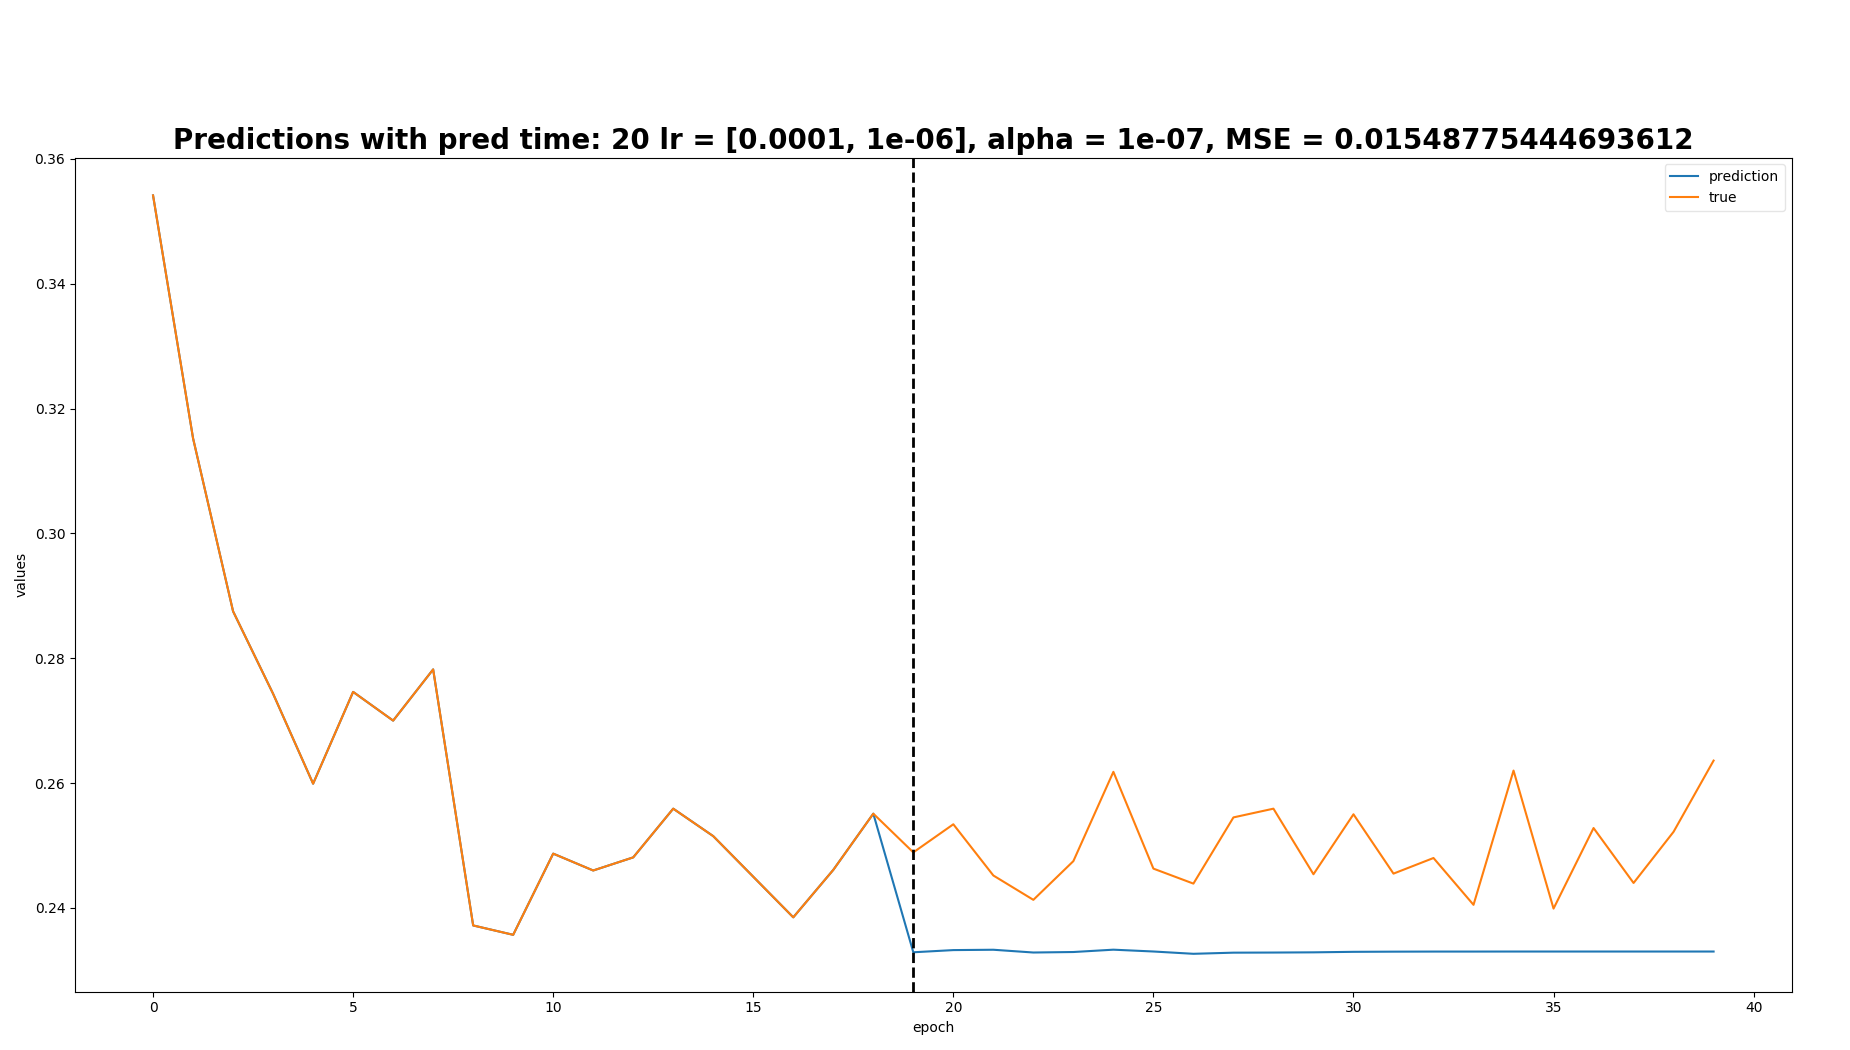 Predictions with pred time: 20 lr = [0.0001, 1e-06], alpha = 1e-07, MSE = 0.01548775444693612
prediction
true
values
0.36
0.34
0.32
0.30
0.28
0.26
0.24
0 5 10 15 20 25 30 35 40
epoch